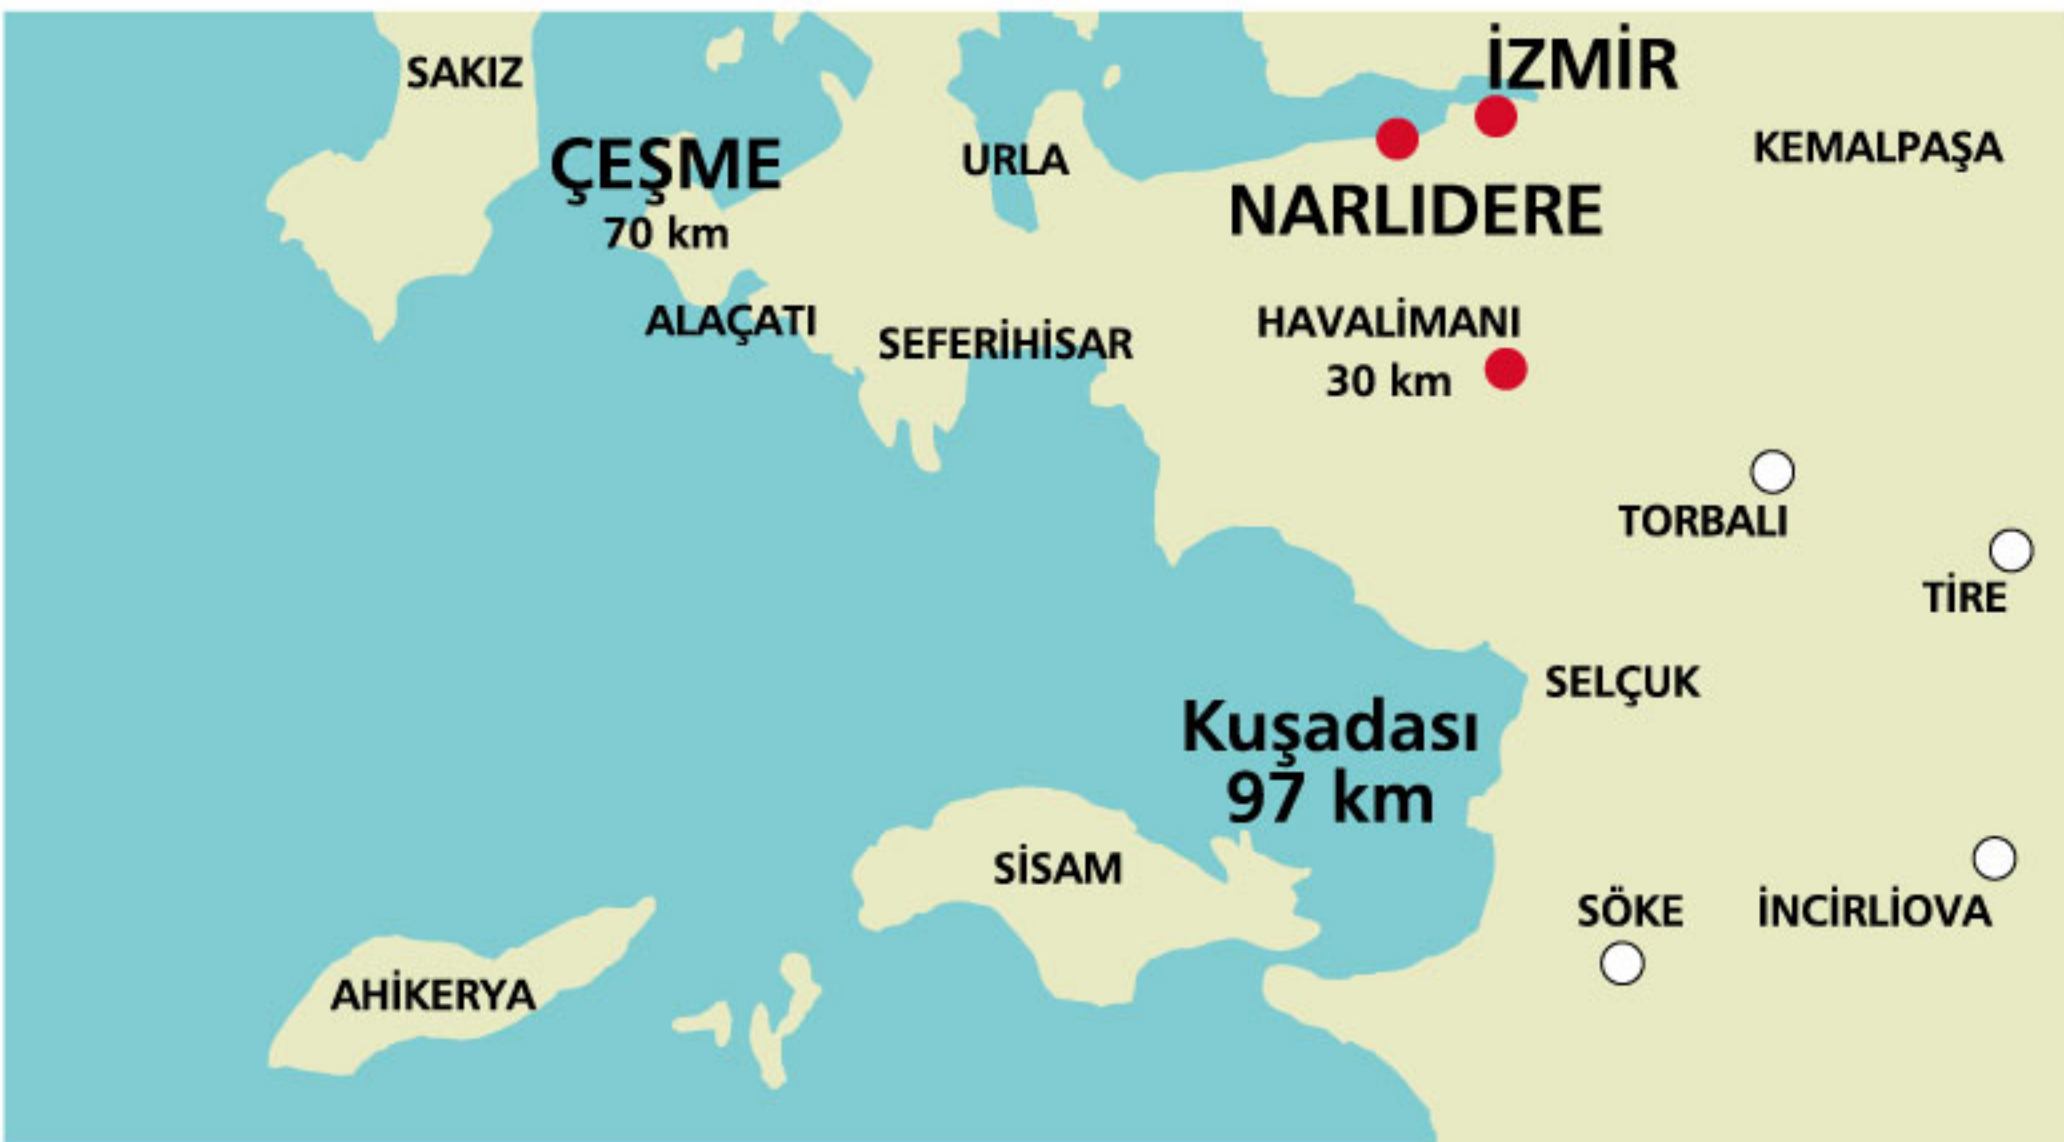 İZMİR
SAKIZ
ÇEŞME
70 km
URLA
KEMALPAŞA
NARLIDERE
ALAÇATI
SEFERİHİSAR
HAVALİMANI
30 km
TORBALI
TİRE
SELÇUK
Kuşadası
97 km
SİSAM
SÖKE
İNCİRLİOVA
AHİKERYA